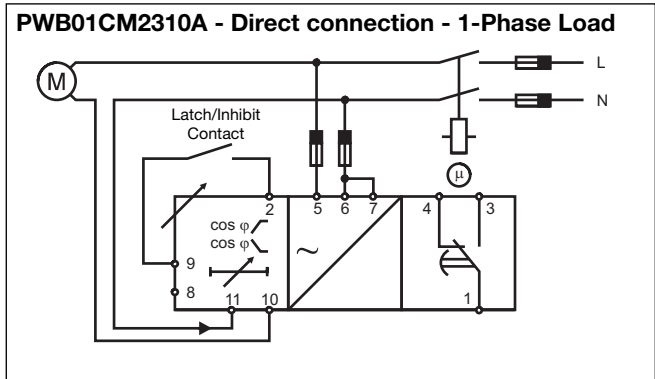 PWB01CM2310A - Direct connection - 1-Phase Load
L
M
N
Latch/Inhibit
Contact
µ
2 5 6 7 4 3
cos φ
cos φ
~
9
8
11 10 1